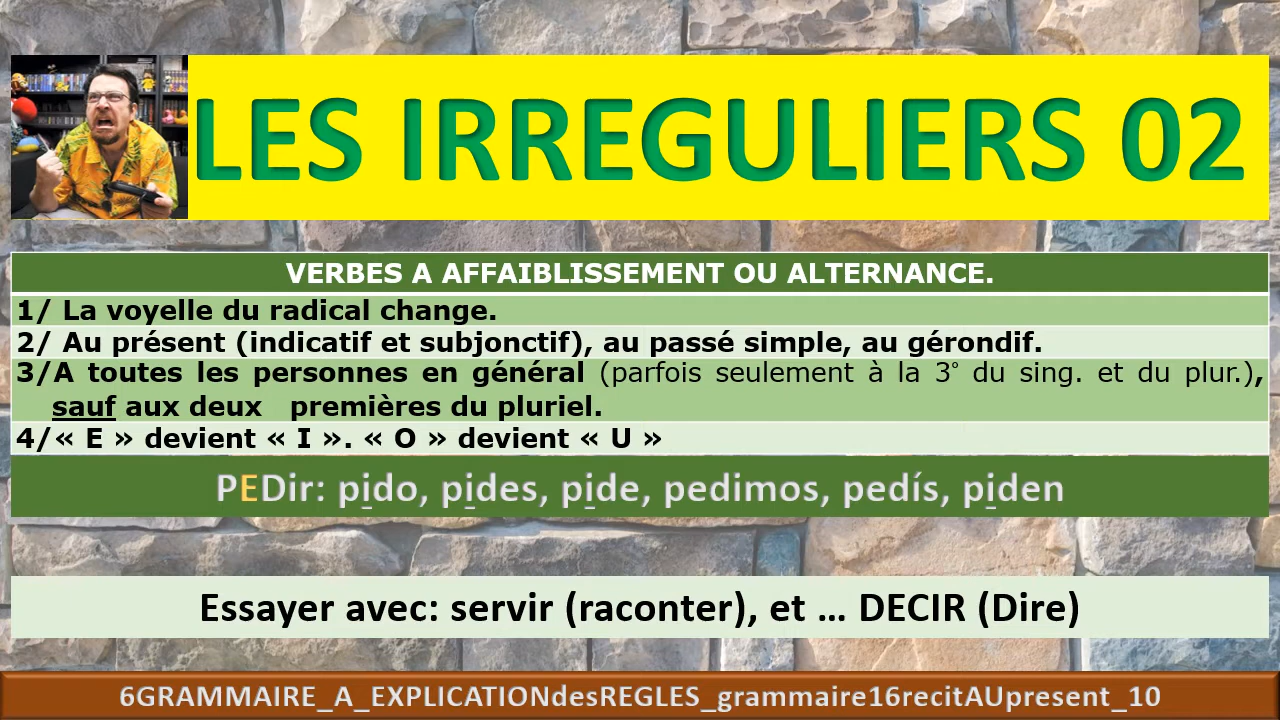 LES IRREGULIERS 02
VERBES A AFFAIBLISSEMENT OU ALTERNANCE.
1/ La voyelle du radical change.
2/ Au présent (indicatif et subjonctif), au passé simple, au gérondif.
3/A toutes les personnes en général (parfois seulement à la 3° du sing. et du plur.),
sauf aux deux premières du pluriel.
4/« E » devient « I ». « O » devient « U »
PEDir: pido, pides, pide, pedimos, pedís, piden
Essayer avec: servir (raconter), et … DECIR (Dire)
6GRAMMAIRE_A_EXPLICATIONdesREGLES_grammaire16recitAUpresent_10